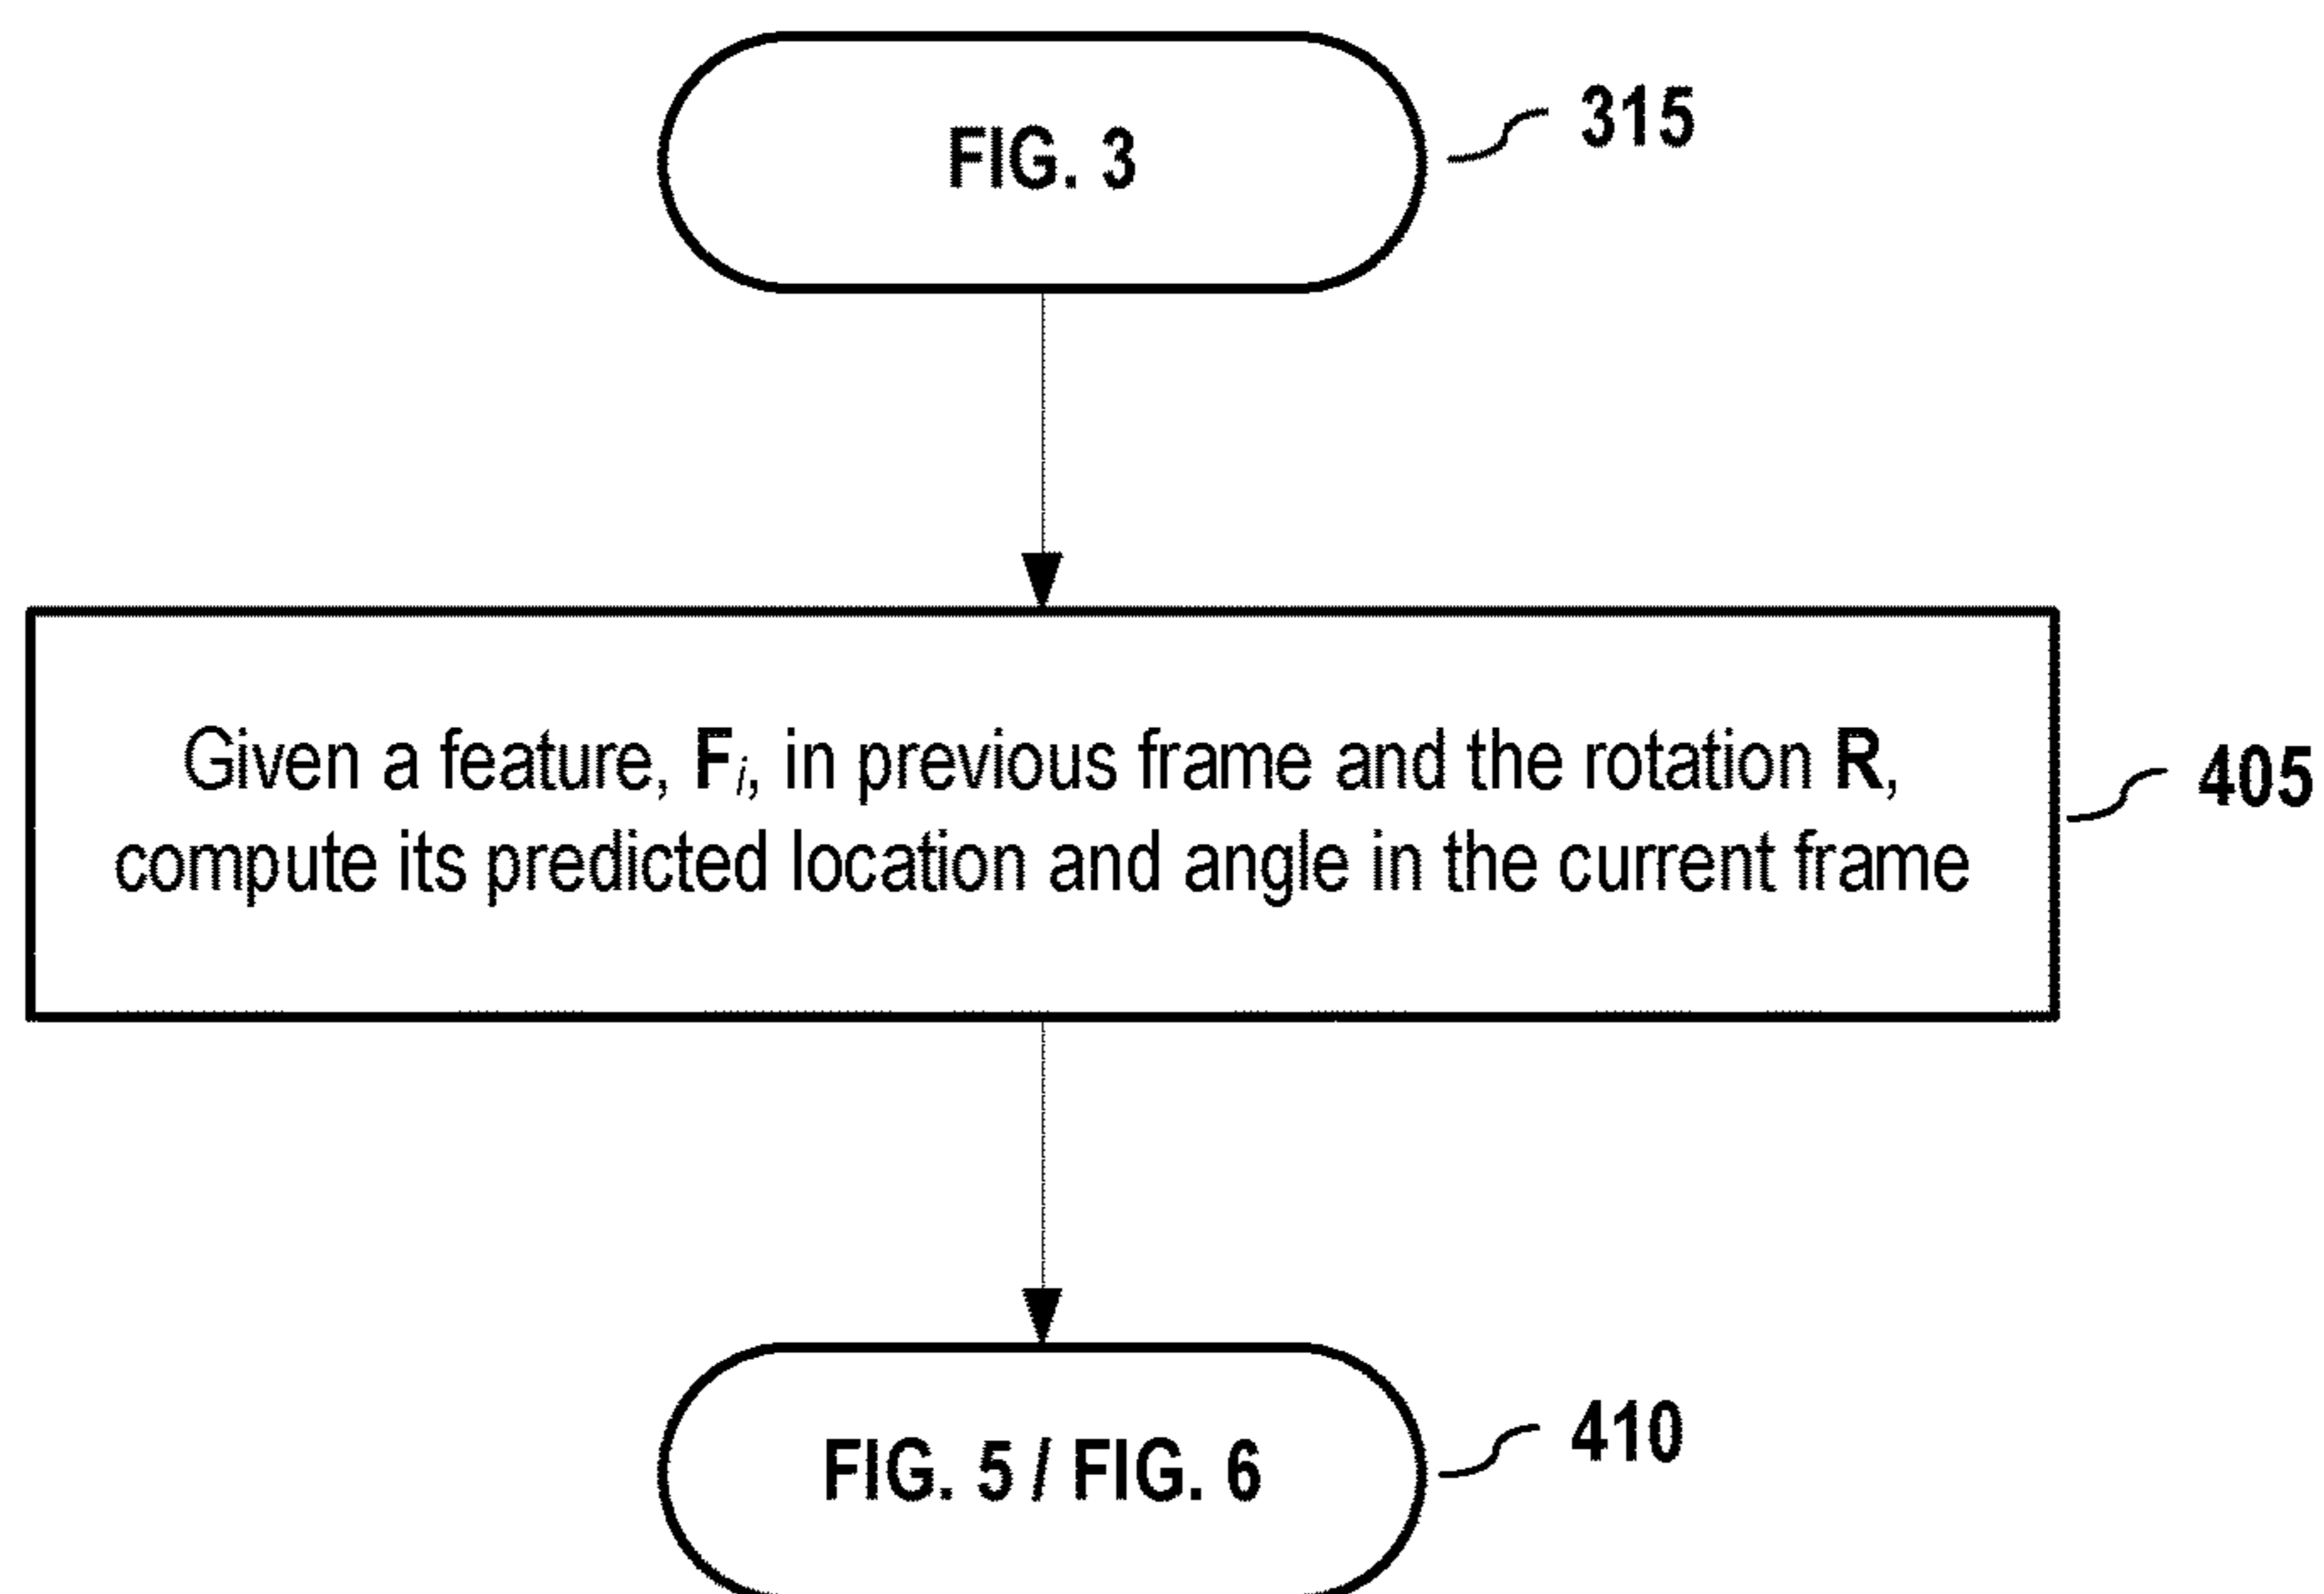 FIG. 3
315
Given a feature, Fi, in previous frame and the rotation R,
compute its predicted location and angle in the current frame
405
FIG. 5 / FIG. 6
410